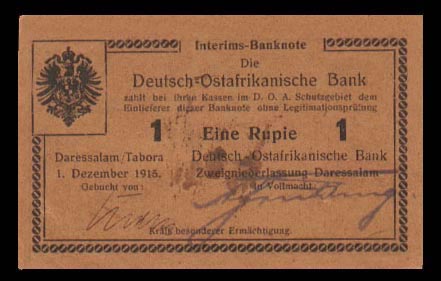 Interims-Banknote
Die
Deutsch-Ostafrikanische Bank
zahlt bei ihren Kassen im D. O. A. Schutzgebiet dem
Einlieferer dieser Banknote ohne Legitimationsprüfung
1 Eine Rupie 1
Daressalam/Tabora
1. Dezember 1915.
Gebucht von:
Deutsch-Ostafrikanische Bank
Zweigniederlassung Daressalam
In Vollmacht.
Kraft besonderer Ermächtigung.